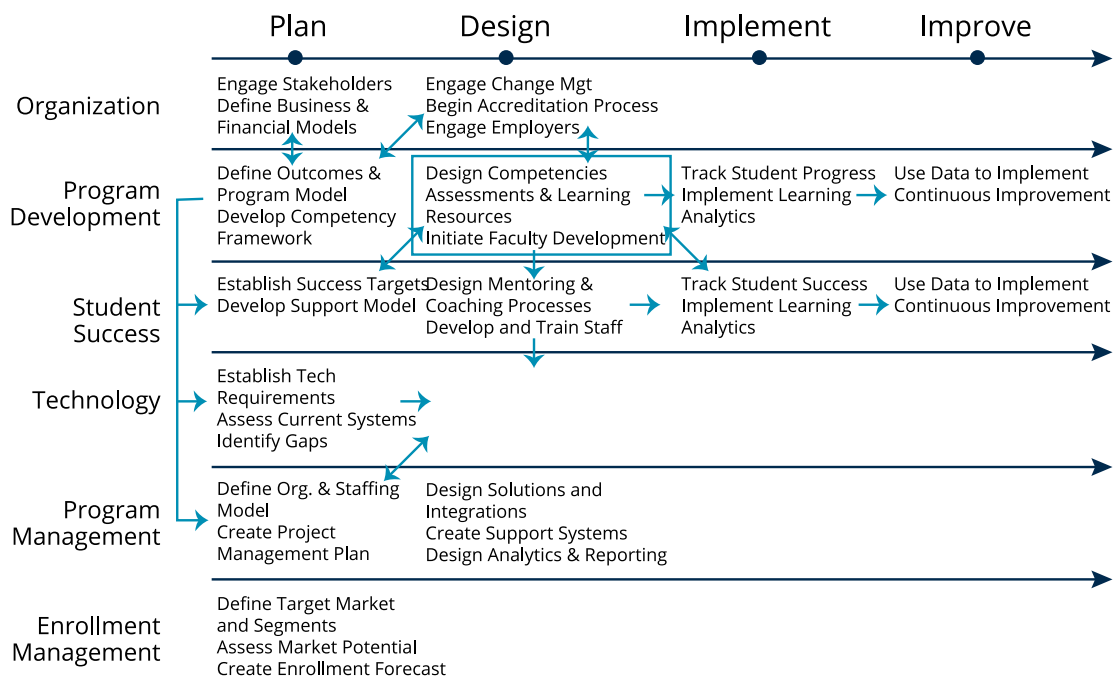 Plan
Design
Implement
Improve
Organization
Engage Stakeholders
Define Business &
Financial Models
Engage Change Mgt
Begin Accreditation Process
Engage Employers
Program
Development
Define Outcomes &
Program Model
Develop Competency
Framework
Design Competencies
Assessments & Learning
Resources
Initiate Faculty Development
Track Student Progress
Implement Learning
Analytics
Use Data to Implement
Continuous Improvement
Student
Success
Establish Success Targets
Develop Support Model
Design Mentoring &
Coaching Processes
Develop and Train Staff
Track Student Success
Implement Learning
Analytics
Use Data to Implement
Continuous Improvement
Technology
Establish Tech
Requirements
Assess Current Systems
Identify Gaps
Program
Management
Define Org. & Staffing
Model
Create Project
Management Plan
Design Solutions and
Integrations
Create Support Systems
Design Analytics & Reporting
Enrollment
Management
Define Target Market
and Segments
Assess Market Potential
Create Enrollment Forecast